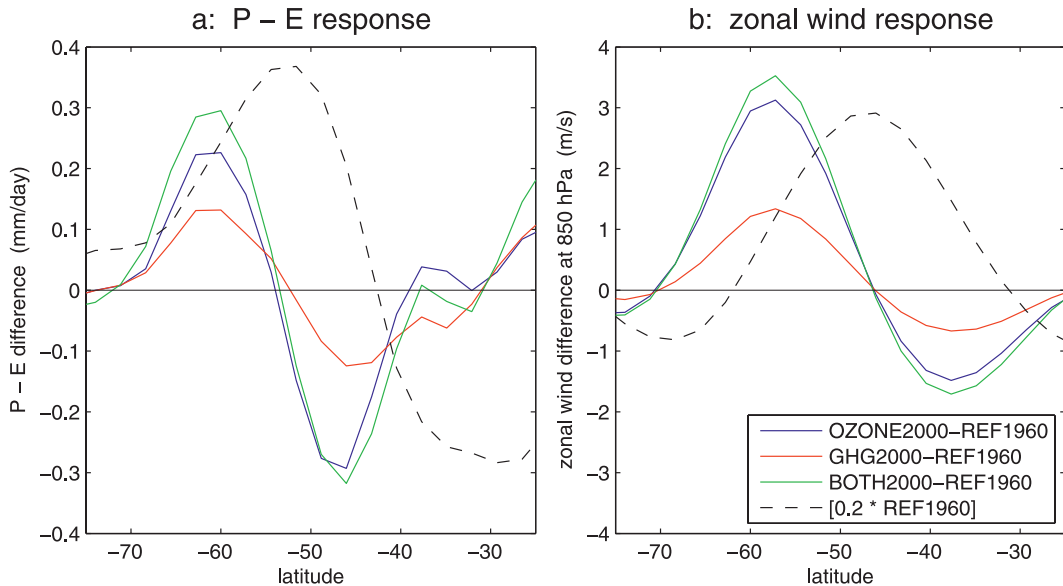 a: P – E response
P – E difference (mm/day)
0.4
0.3
0.2
0.1
0
−0.1
−0.2
−0.3
−0.4
−70
−60
−50
−40
−30
latitude
b: zonal wind response
zonal wind difference at 850 hPa (m/s)
4
3
2
1
0
−1
−2
−3
−4
−70
−60
−50
−40
−30
latitude
OZONE2000−REF1960
GHG2000−REF1960
BOTH2000−REF1960
[0.2 * REF1960]